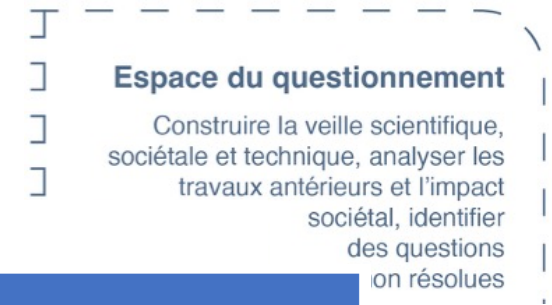 Espace du questionnement
Construire la veille scientifique,
sociétale et technique, analyser les
travaux antérieurs et l'impact
sociétal, identifier
des questions
résolues